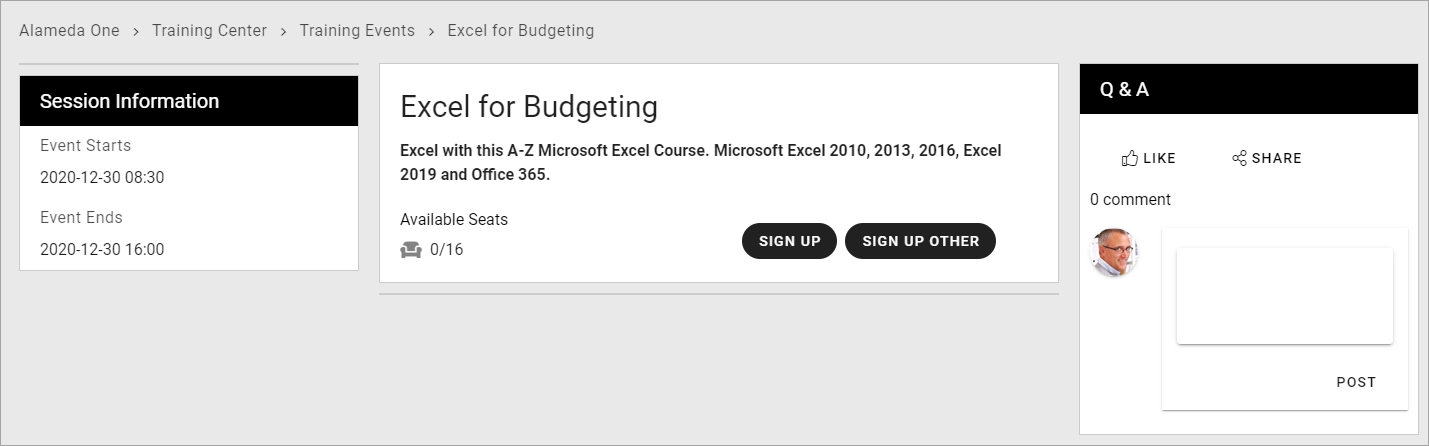 Alameda One > Training Center > Training Events > Excel for Budgeting
Session Information
Event Starts
2020-12-30 08:30
Event Ends
2020-12-30 16:00
Excel for Budgeting
Excel with this A-Z Microsoft Excel Course. Microsoft Excel 2010, 2013, 2016, Excel
2019 and Office 365.
Available Seats
0/16
SIGN UP
SIGN UP OTHER
Q & A
LIKE
SHARE
0 comment
POST